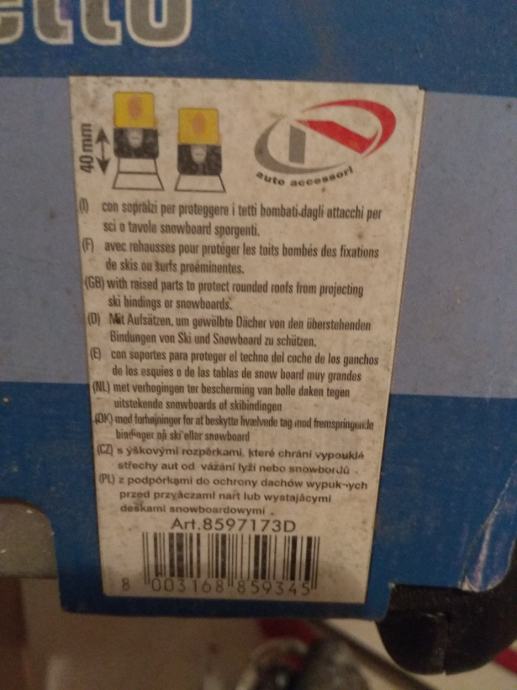 etto
40mm
auto accessori
(I) con sopralzi per proteggere i tetti bombati dagli attacchi per
sci o tavole snowboard sporgenti.
(F) avec rehausses pour protéger les toits bombés des fixations
de skis ou surfs proéminentes.
(GB) with raised parts to protect rounded roofs from projecting
ski bindings or snowboards.
(D) Mit Aufsätzen, um gewölbte Dächer von den überstehenden
Bindungen von Ski und Snowboard zu schützen.
(E) con soportes para proteger el techno del coche de los ganchos
de los esquies o de las tablas de snow board muy grandes
(NL) met verhogingen ter bescherming van bolle daken tegen
uitstekende snowboards of skibindingen
(DK) med forhøjninger for at beskytte hvælvede tag mod fremspringende
bindinger på ski eller snowboard
(CZ) s ýškovými rozpěrkami, které chrání vypouklé
střechy aut od vázání lyží nebo snowbordů.
(PL) z podpórkami do ochrony dachów wypukłych
przed przyączami nart lub wystającymi
deskami snowboardowymi.
Art.8597173D
8 003168 859345